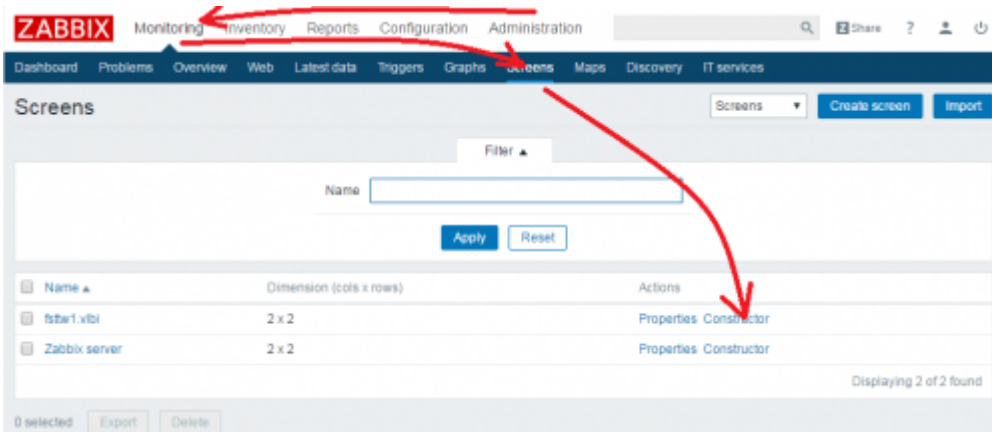 ZABBIX Monitoring Inventory Reports Configuration Administration Z Share ?
Dashboard Problems Overview Web Latest data Triggers Graphs Screens Maps Discovery IT services
Screens Screens ▼ Create screen Import
Filter ▲
Name
Apply Reset
Name ▲ Dimension (cols x rows) Actions
2 x 2 Properties Constructor
Zabbix server 2 x 2 Properties Constructor
Displaying 2 of 2 found
0 selected Export Delete